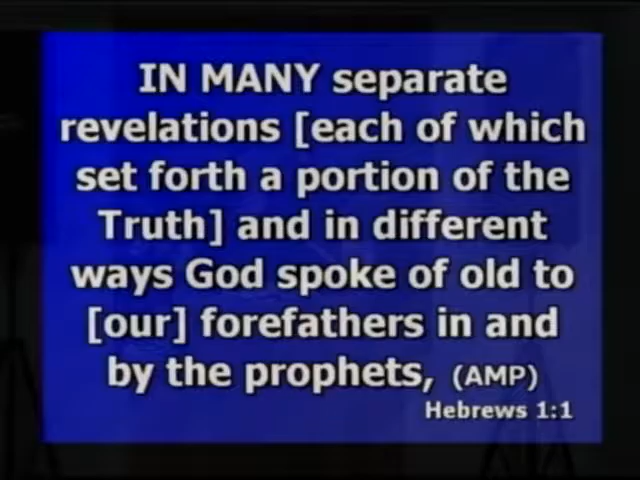 IN MANY separate
revelations [each of which
set forth a portion of the
Truth] and in different
ways God spoke of old to
[our] forefathers in and
by the prophets, (AMP)
Hebrews 1:1